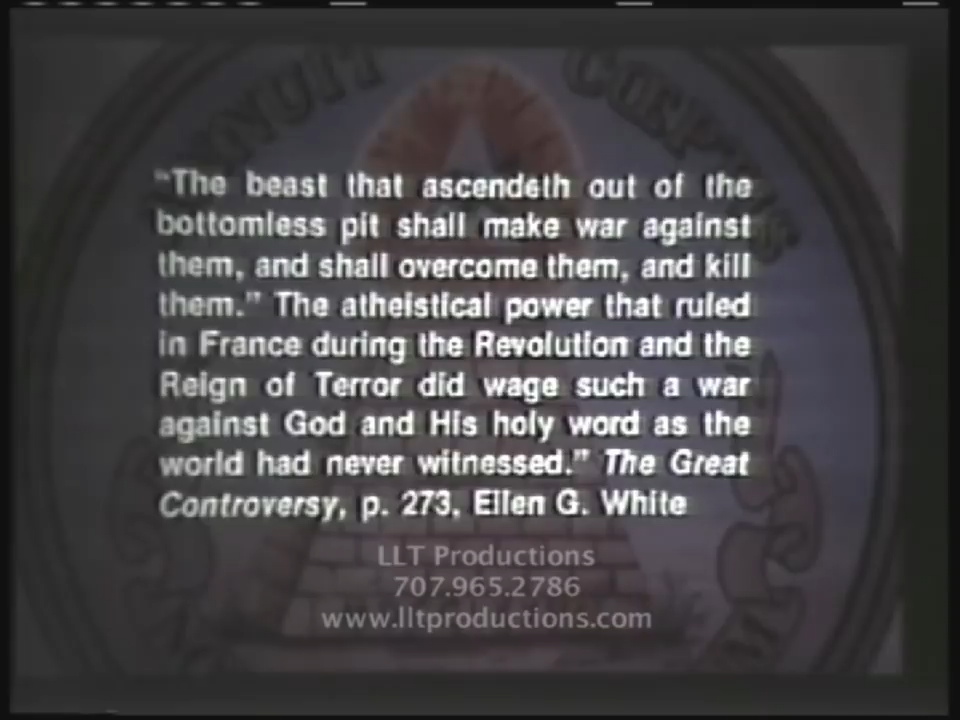 ANNUIT CŒPTIS
"The beast that ascendeth out of the
bottomless pit shall make war against
them, and shall overcome them, and kill
them." The atheistical power that ruled
in France during the Revolution and the
Reign of Terror did wage such a war
against God and His holy word as the
world had never witnessed." The Great
Controversy, p. 273, Ellen G. White
LLT Productions
707.965.2786
www.lltproductions.com